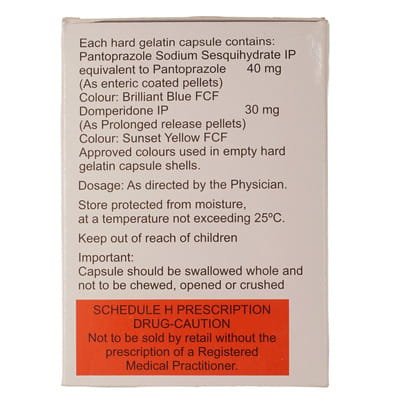 Each hard gelatin capsule contains:
Pantoprazole Sodium Sesquihydrate IP
equivalent to Pantoprazole 40 mg
(As enteric coated pellets)
Colour: Brilliant Blue FCF
Domperidone IP 30 mg
(As Prolonged release pellets)
Colour: Sunset Yellow FCF
Approved colours used in empty hard
gelatin capsule shells.
Dosage: As directed by the Physician.
Store protected from moisture,
at a temperature not exceeding 25ºC.
Keep out of reach of children
Important:
Capsule should be swallowed whole and
not to be chewed, opened or crushed
SCHEDULE H PRESCRIPTION
DRUG-CAUTION
Not to be sold by retail without the
prescription of a Registered
Medical Practitioner.